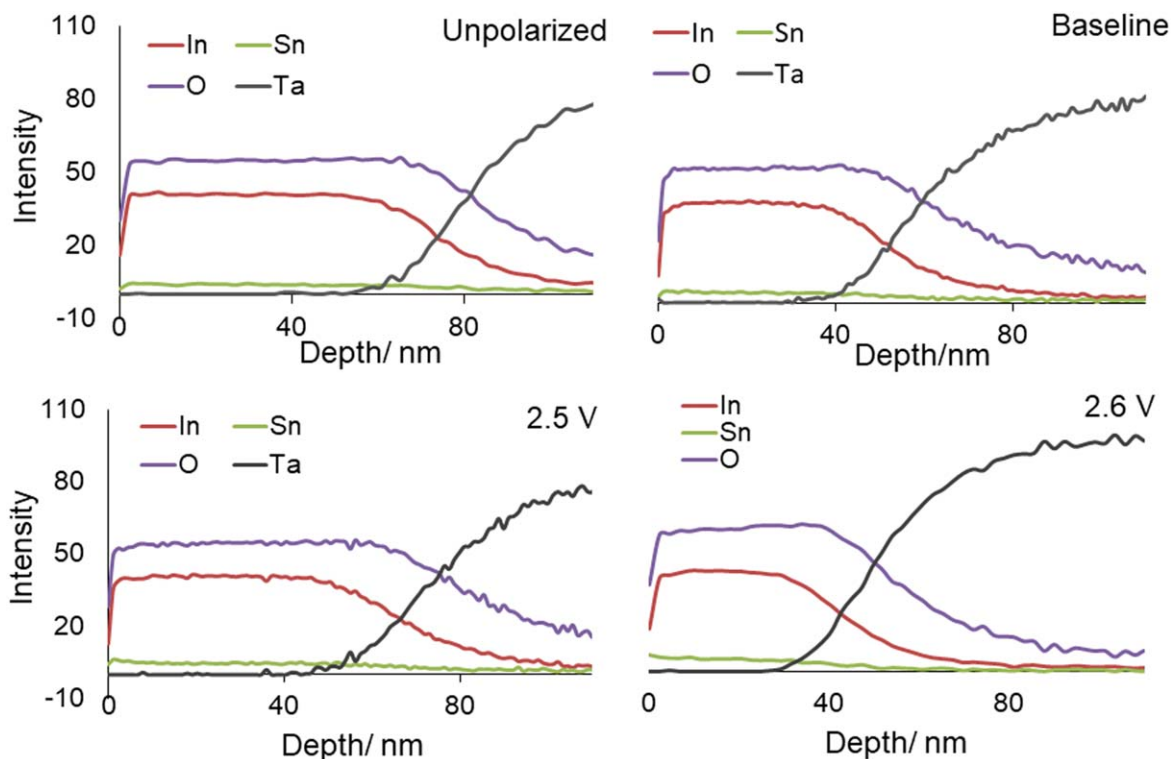 Unpolarized
In Sn
O Ta
110
80
50
20
-10
Intensity
0 40 80
Depth/ nm
Baseline
In Sn
O Ta
0 40 80
Depth/nm
2.5 V
In Sn
O Ta
110
80
50
20
-10
Intensity
0 40 80
Depth/ nm
2.6 V
In
Sn
O
0 40 80
Depth/ nm